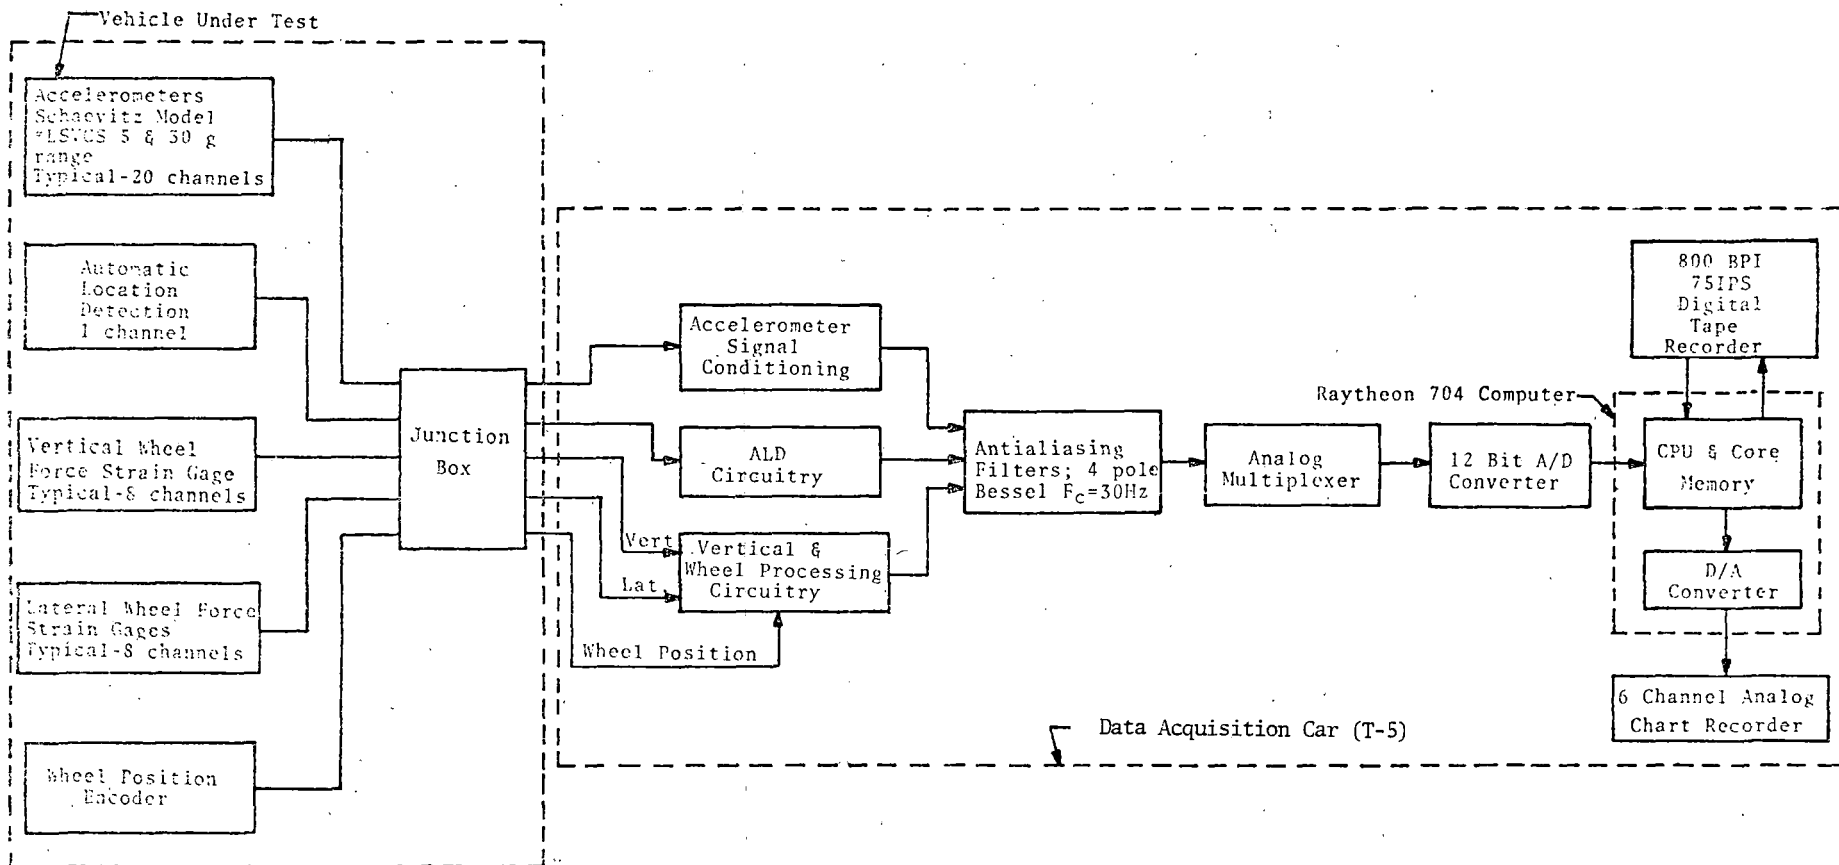 Vehicle Under Test
Accelerometers
Schaevitz Model
5 & 30 g
range
Typical-20 channels
Automatic
Location
Detection
1 channel
Vertical Wheel
Force Strain Gage
Typical-8 channels
Lateral Wheel Force
Strain Gages
Typical-8 channels
Wheel Position
Encoder
Junction
Box
Accelerometer
Signal
Conditioning
ALD
Circuitry
Vert
Lat
Vertical &
Wheel Processing
Circuitry
Wheel Position
Antialiasing
Filters; 4 pole
Bessel Fc=30Hz
Analog
Multiplexer
12 Bit A/D
Converter
Raytheon 704 Computer
800 BPI
75IPS
Digital
Tape
Recorder
CPU & Core
Memory
D/A
Converter
6 Channel Analog
Chart Recorder
Data Acquisition Car (T-5)